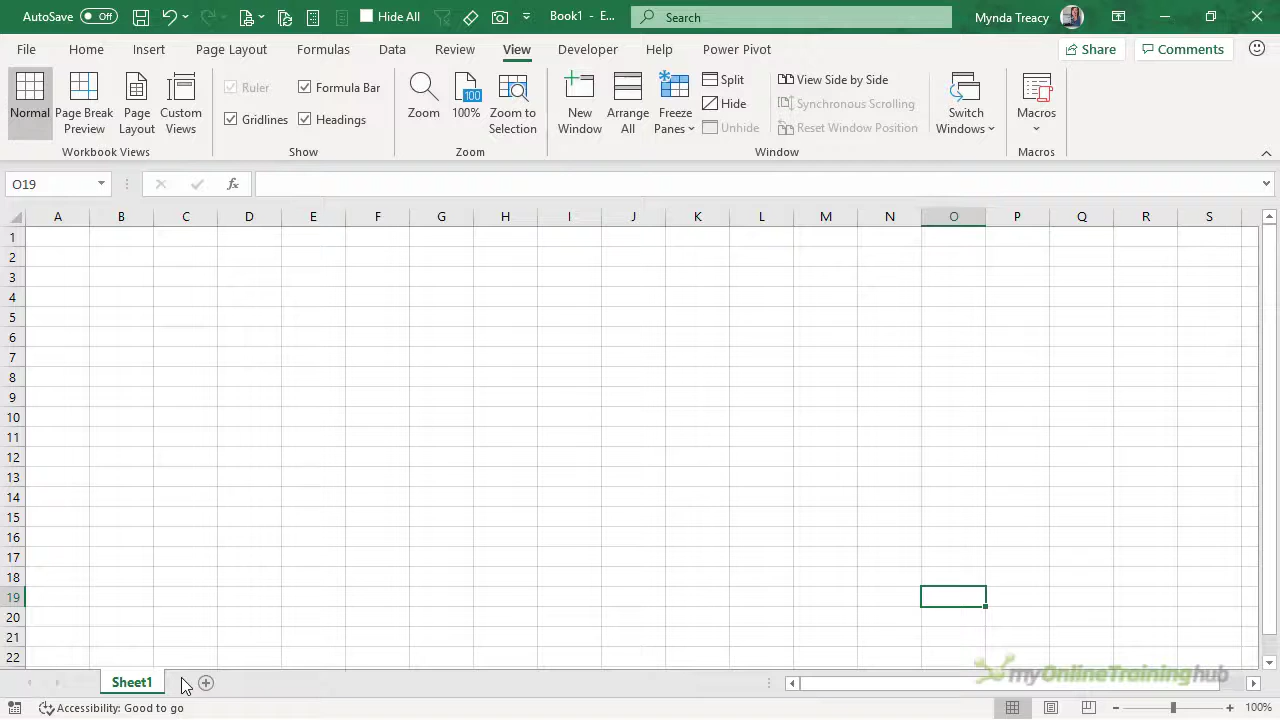 AutoSave Off Hide All Book1 - E... Search Mynda Treacy
File Home Insert Page Layout Formulas Data Review View Developer Help Power Pivot Share Comments
Normal Page Break Preview Page Layout Custom Views
Workbook Views
Ruler Formula Bar
Gridlines Headings
Show
Zoom 100 100% Zoom to Selection
Zoom
New Window Arrange All Freeze Panes
Split
Hide
Unhide
View Side by Side
Synchronous Scrolling
Reset Window Position
Switch Windows
Window
Macros
Macros
O19 fx
A B C D E F G H I J K L M N O P Q R S
1
2
3
4
5
6
7
8
9
10
11
12
13
14
15
16
17
18
19
20
21
22
myOnlineTraininghub
Sheet1
Accessibility: Good to go 100%